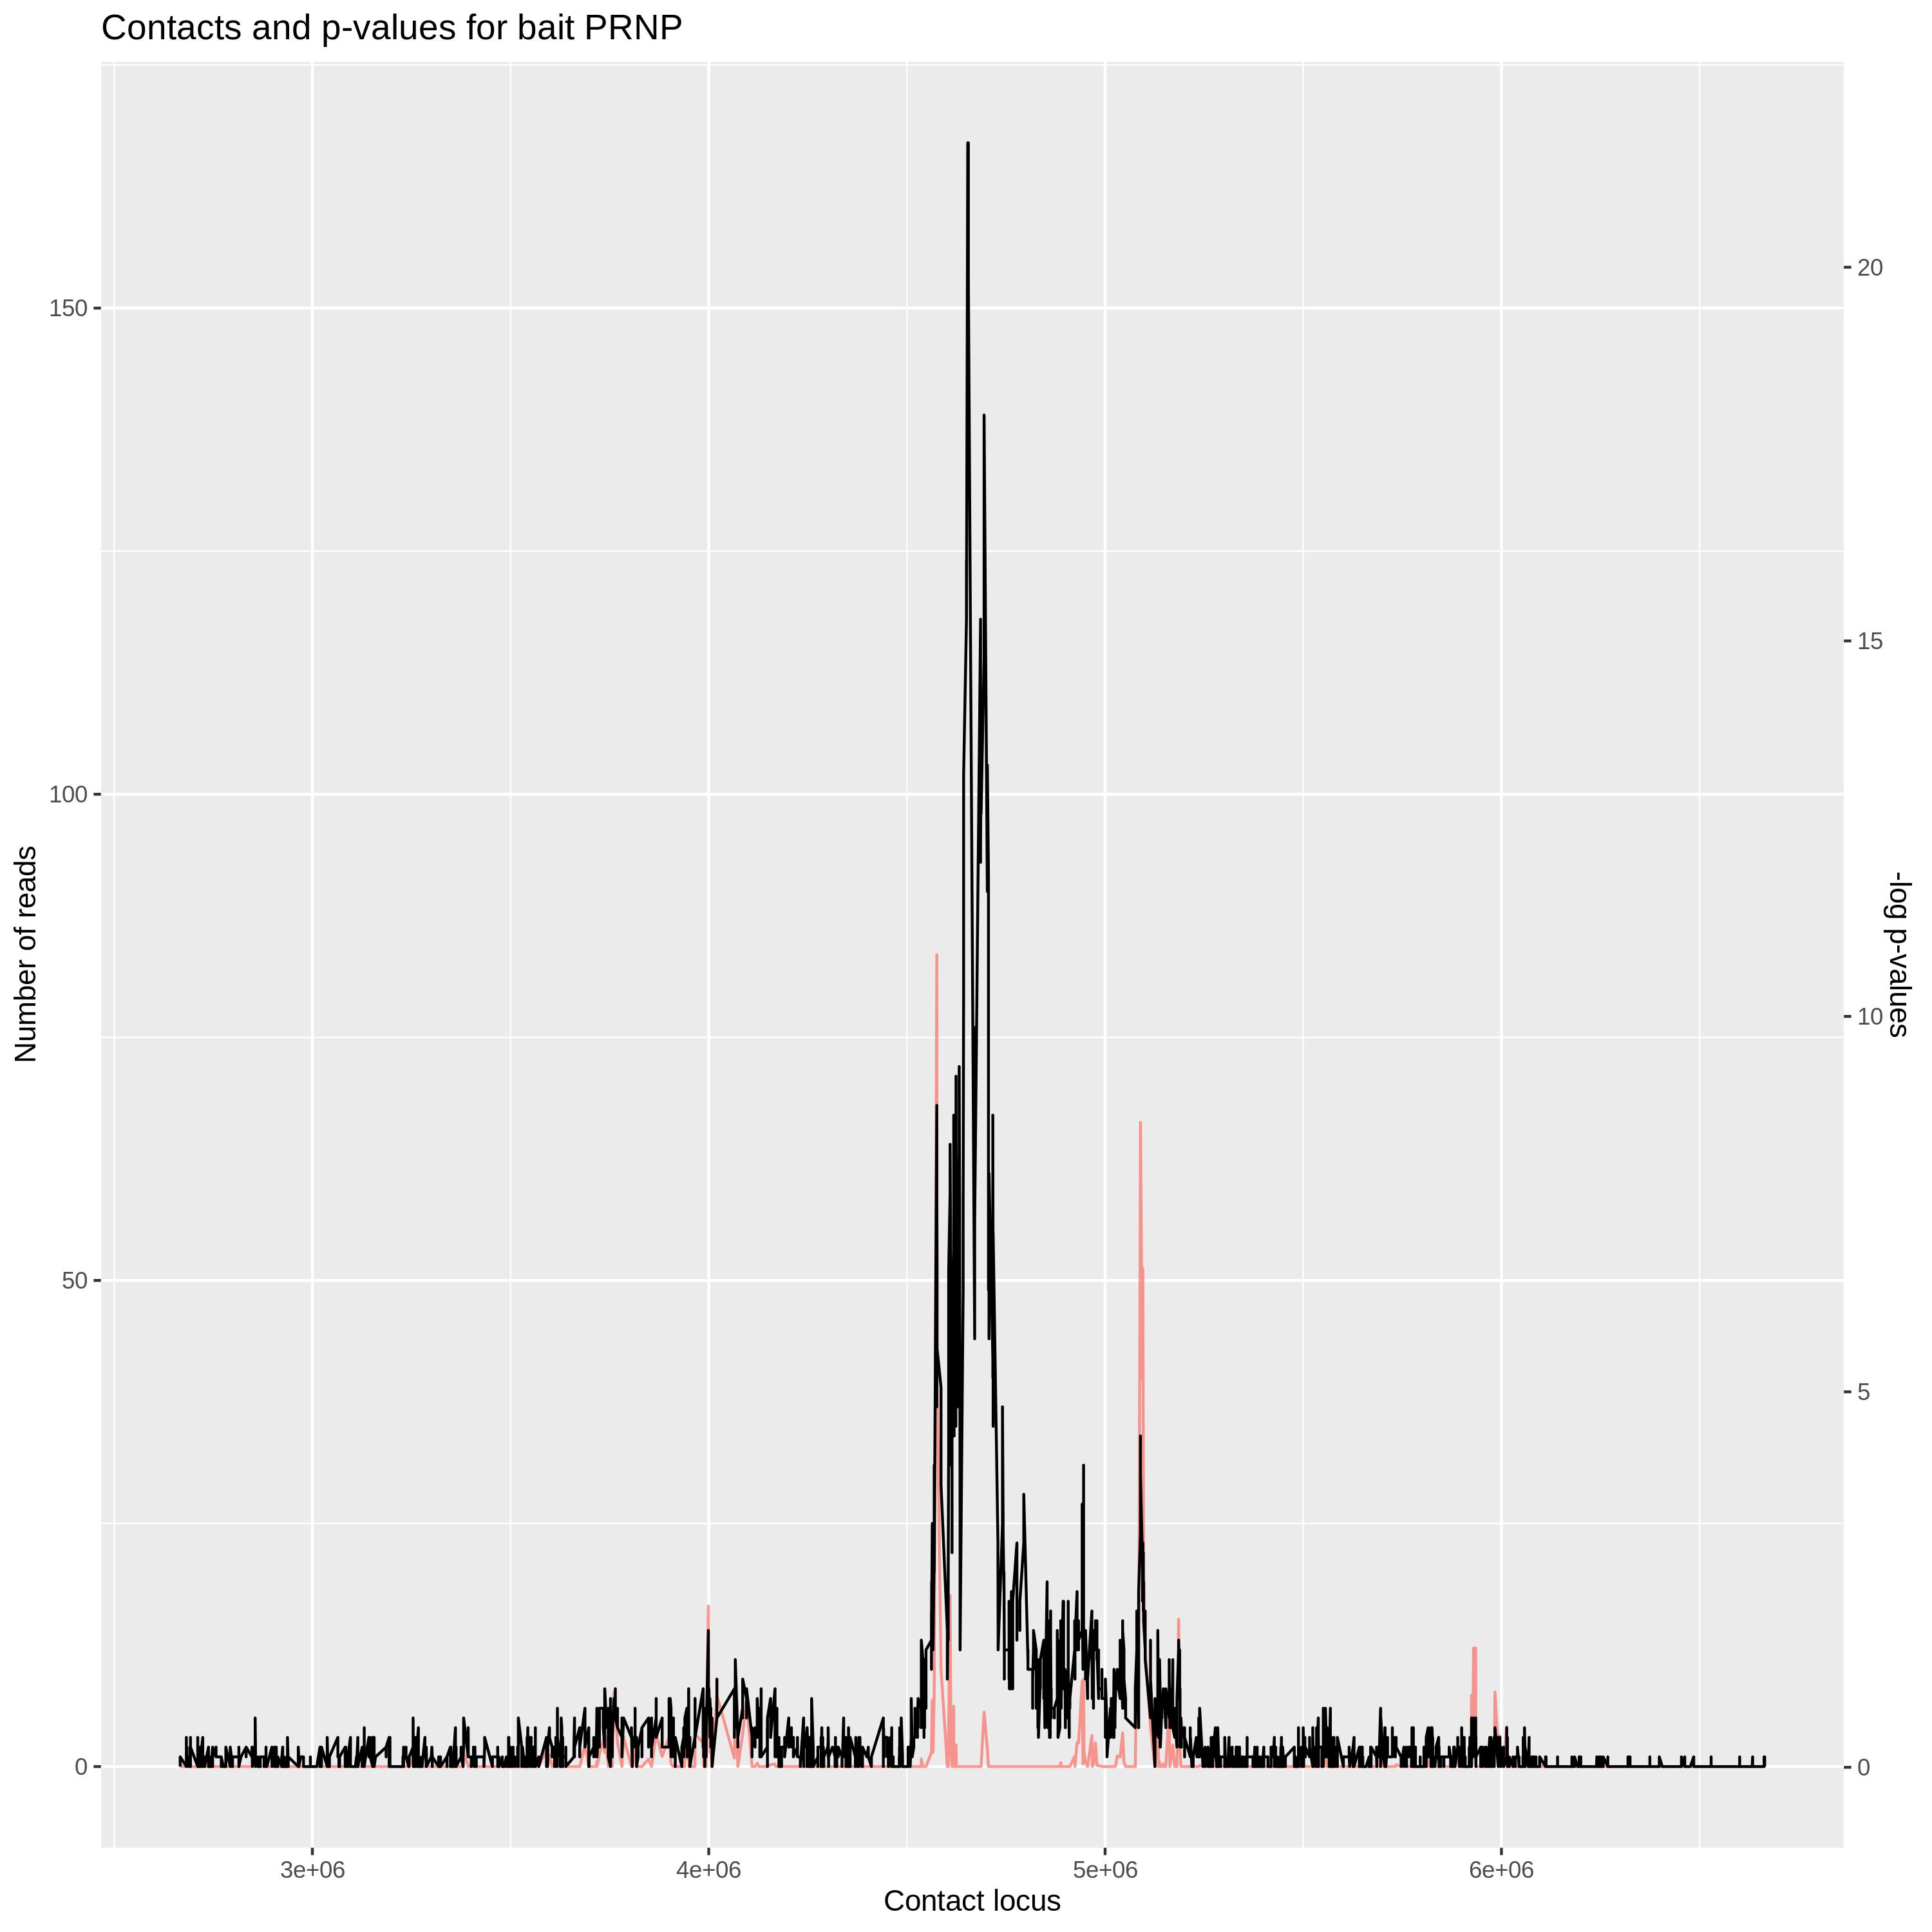 Contacts and p-values for bait PRNP
150
100
50
0
Number of reads
20
15
10
5
0
-log p-values
3e+06
4e+06
5e+06
6e+06
Contact locus